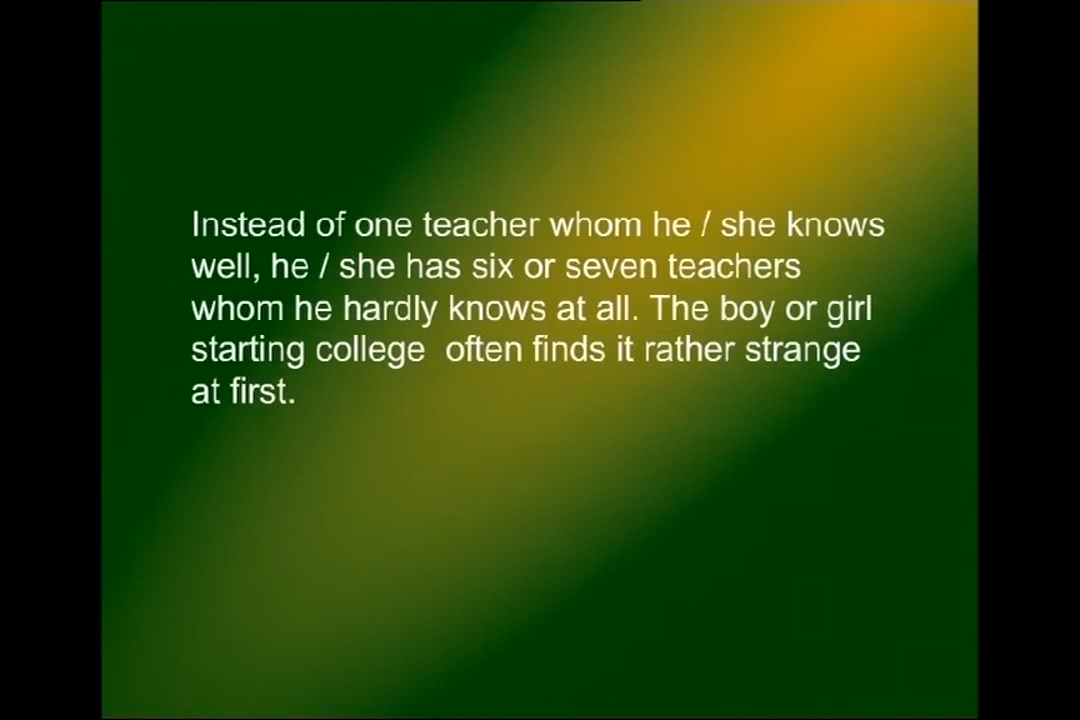 Instead of one teacher whom he / she knows
well, he / she has six or seven teachers
whom he hardly knows at all. The boy or girl
starting college  often finds it rather strange
at first.